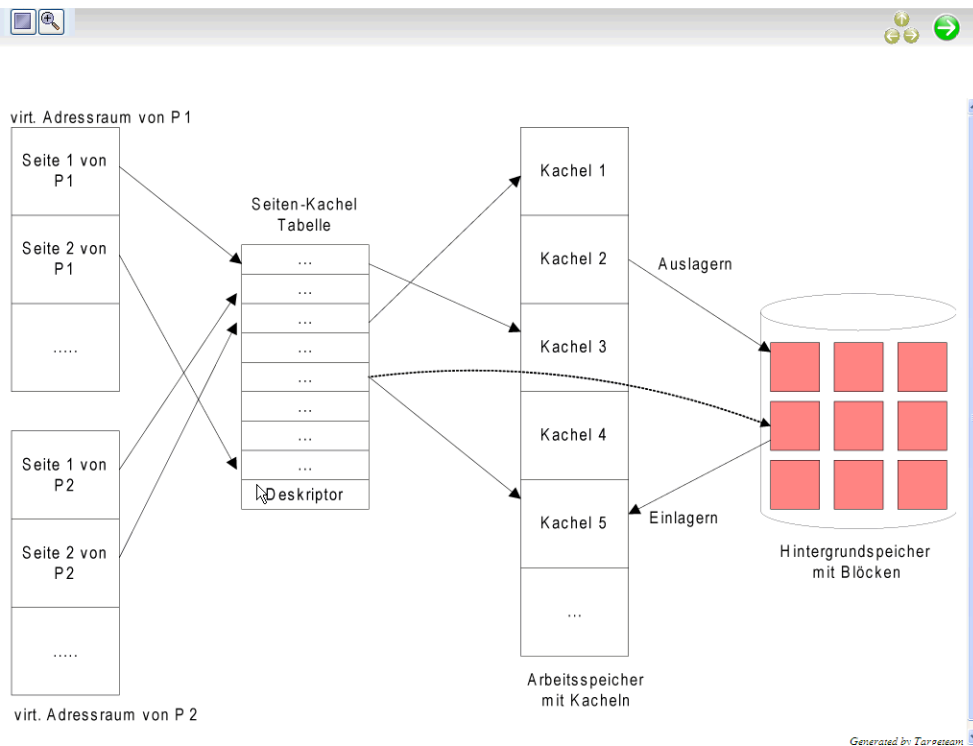 virt. Adressraum von P1
Seite 1 von
P1
Seite 2 von
P1
.....
Seite 1 von
P2
Seite 2 von
P2
.....
virt. Adressraum von P 2
Seiten-Kachel
Tabelle
...
...
...
...
...
...
...
...
Deskriptor
Kachel 1
Kachel 2
Kachel 3
Kachel 4
Kachel 5
...
Arbeitsspeicher
mit Kacheln
Auslagern
Einlagern
Hintergrundspeicher
mit Blöcken
Generated by Targeteam